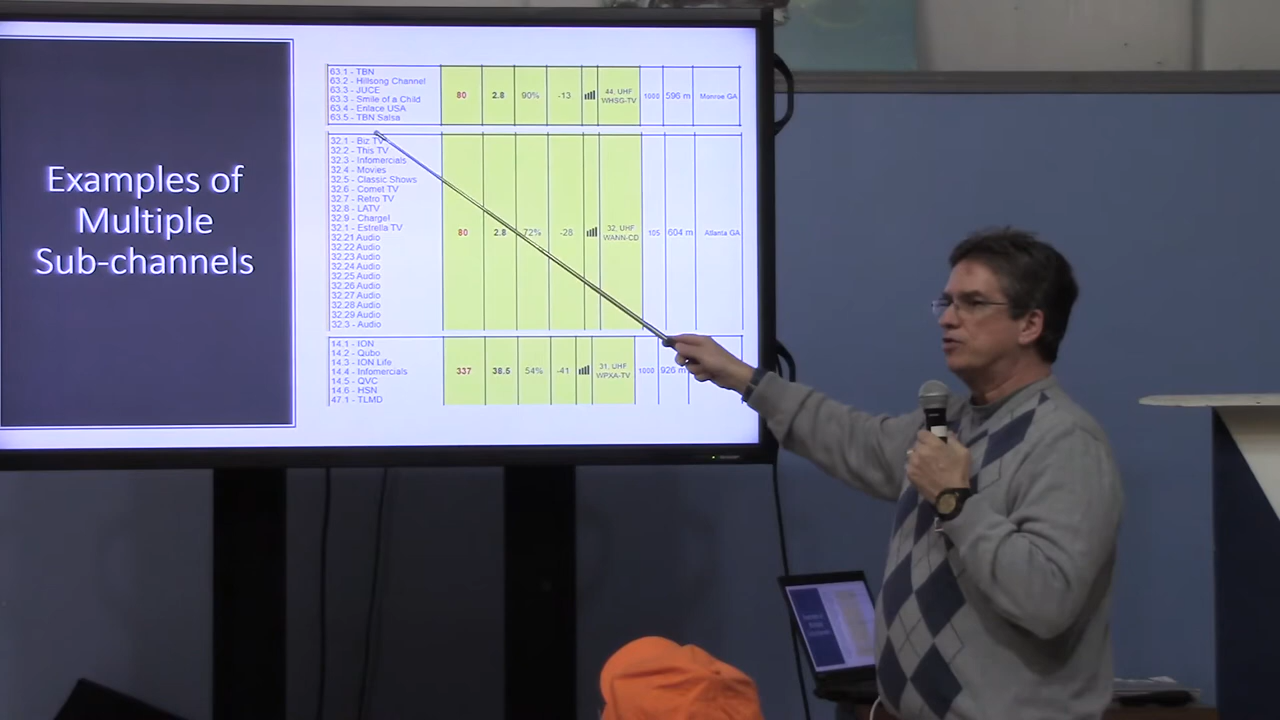 Examples of
Multiple
Sub-channels
63.1 - TBN
63.2 - Hillsong Channel
63.3 - JUCE
63.3 - Smile of a Child
63.4 - Enlace USA
63.5 - TBN Salsa
80 2.8 90% -13 44, UHF WHSG-TV 1000 596 m Monroe GA
32.1 - Biz TV
32.2 - This TV
32.3 - Infomercials
32.4 - Movies
32.5 - Classic Shows
32.6 - Comet TV
32.7 - Retro TV
32.8 - LATV
32.9 - Charge!
32.1 - Estrella TV
32.21 Audio
32.22 Audio
32.23 Audio
32.24 Audio
32.25 Audio
32.26 Audio
32.27 Audio
32.28 Audio
32.29 Audio
32.3 - Audio
80 2.8 72% -28 32, UHF WANN-CD 105 604 m Atlanta GA
14.1 - ION
14.2 - Qubo
14.3 - ION Life
14.4 - Infomercials
14.5 - QVC
14.6 - HSN
47.1 - TLMD
337 38.5 54% -41 31, UHF WPXA-TV 1000 926 m